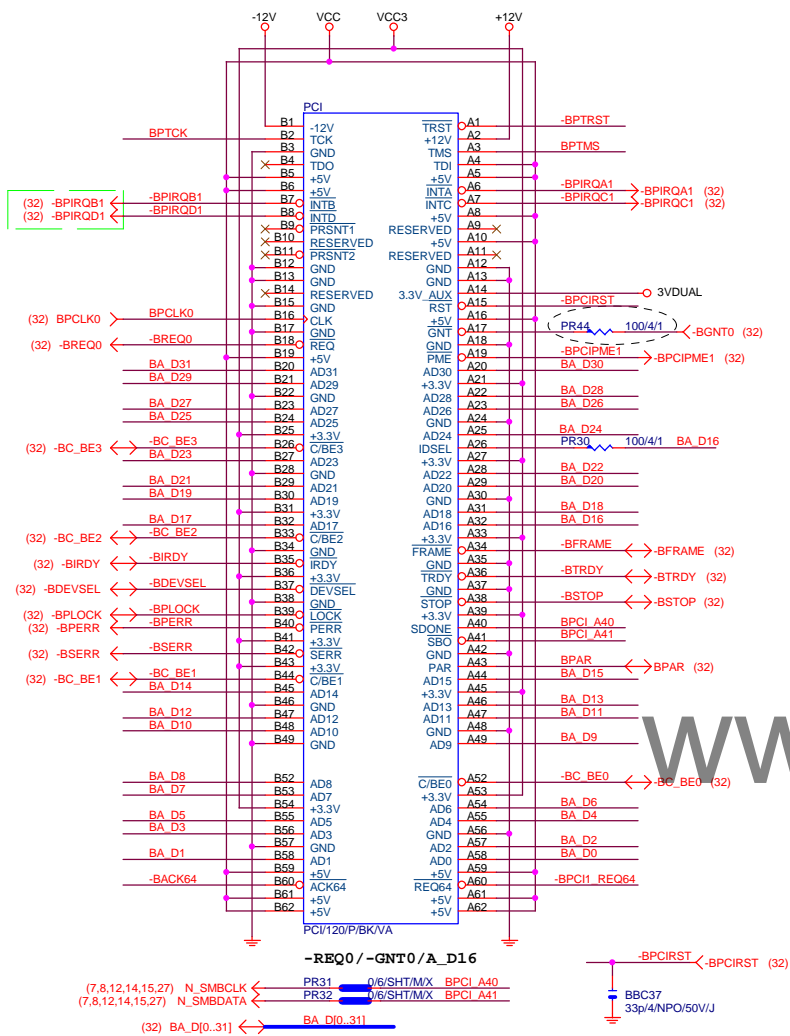 -12V VCC VCC3 +12V
PCI
B1 -12V TRST A1 -BPTRST
BPTCK B2 TCK +12V A2
B3 GND TMS A3 BPTMS
B4 TDO TDI A4
B5 +5V +5V A5
B6 +5V INTA A6 -BPIRQA1 -BPIRQA1 (32)
(32) -BPIRQB1 -BPIRQB1 B7 INTB INTC A7 -BPIRQC1 -BPIRQC1 (32)
(32) -BPIRQD1 -BPIRQD1 B8 INTD +5V A8
B9 PRSNT1 RESERVED A9
B10 RESERVED +5V A10
B11 PRSNT2 RESERVED A11
B12 GND GND A12
B13 GND GND A13
B14 RESERVED 3.3V_AUX A14 3VDUAL
B15 GND RST A15 -BPCIRST
(32) BPCLK0 BPCLK0 B16 CLK +5V A16
B17 GND GNT A17 PR44 100/4/1 -BGNT0 (32)
(32) -BREQ0 -BREQ0 B18 REQ GND A18
B19 +5V PME A19 -BPCIPME1 -BPCIPME1 (32)
BA_D31 B20 AD31 AD30 A20 BA_D30
BA_D29 B21 AD29 +3.3V A21
B22 GND AD28 A22 BA_D28
BA_D27 B23 AD27 AD26 A23 BA_D26
BA_D25 B24 AD25 GND A24
B25 +3.3V AD24 A25 BA_D24
(32) -BC_BE3 -BC_BE3 B26 C/BE3 IDSEL A26 PR30 100/4/1 BA_D16
BA_D23 B27 AD23 +3.3V A27
B28 GND AD22 A28 BA_D22
BA_D21 B29 AD21 AD20 A29 BA_D20
BA_D19 B30 AD19 GND A30
B31 +3.3V AD18 A31 BA_D18
BA_D17 B32 AD17 AD16 A32 BA_D16
(32) -BC_BE2 -BC_BE2 B33 C/BE2 +3.3V A33
B34 GND FRAME A34 -BFRAME -BFRAME (32)
(32) -BIRDY -BIRDY B35 IRDY GND A35
B36 +3.3V TRDY A36 -BTRDY -BTRDY (32)
(32) -BDEVSEL -BDEVSEL B37 DEVSEL GND A37
B38 GND STOP A38 -BSTOP -BSTOP (32)
(32) -BPLOCK -BPLOCK B39 LOCK +3.3V A39
(32) -BPERR -BPERR B40 PERR SDONE A40 BPCI_A40
B41 +3.3V SBO A41 BPCI_A41
(32) -BSERR -BSERR B42 SERR GND A42
B43 +3.3V PAR A43 BPAR BPAR (32)
(32) -BC_BE1 -BC_BE1 B44 C/BE1 AD15 A44 BA_D15
BA_D14 B45 AD14 +3.3V A45
B46 GND AD13 A46 BA_D13
BA_D12 B47 AD12 AD11 A47 BA_D11
BA_D10 B48 AD10 GND A48
B49 GND AD9 A49 BA_D9
ww
BA_D8 B52 AD8 C/BE0 A52 -BC_BE0 -BC_BE0 (32)
BA_D7 B53 AD7 +3.3V A53
B54 +3.3V AD6 A54 BA_D6
BA_D5 B55 AD5 AD4 A55 BA_D4
BA_D3 B56 AD3 GND A56
B57 GND AD2 A57 BA_D2
BA_D1 B58 AD1 AD0 A58 BA_D0
B59 +5V +5V A59
-BACK64 B60 ACK64 REQ64 A60 -BPCI1_REQ64
B61 +5V +5V A61
B62 +5V +5V A62
PCI/120/P/BK/VA
-REQ0/-GNT0/A_D16
(7,8,12,14,15,27) N_SMBCLK PR31 0/6/SHT/M/X BPCI_A40
(7,8,12,14,15,27) N_SMBDATA PR32 0/6/SHT/M/X BPCI_A41
(32) BA_D[0..31] BA_D[0..31]
-BPCIRST -BPCIRST (32)
BBC37
33p/4/NPO/50V/J